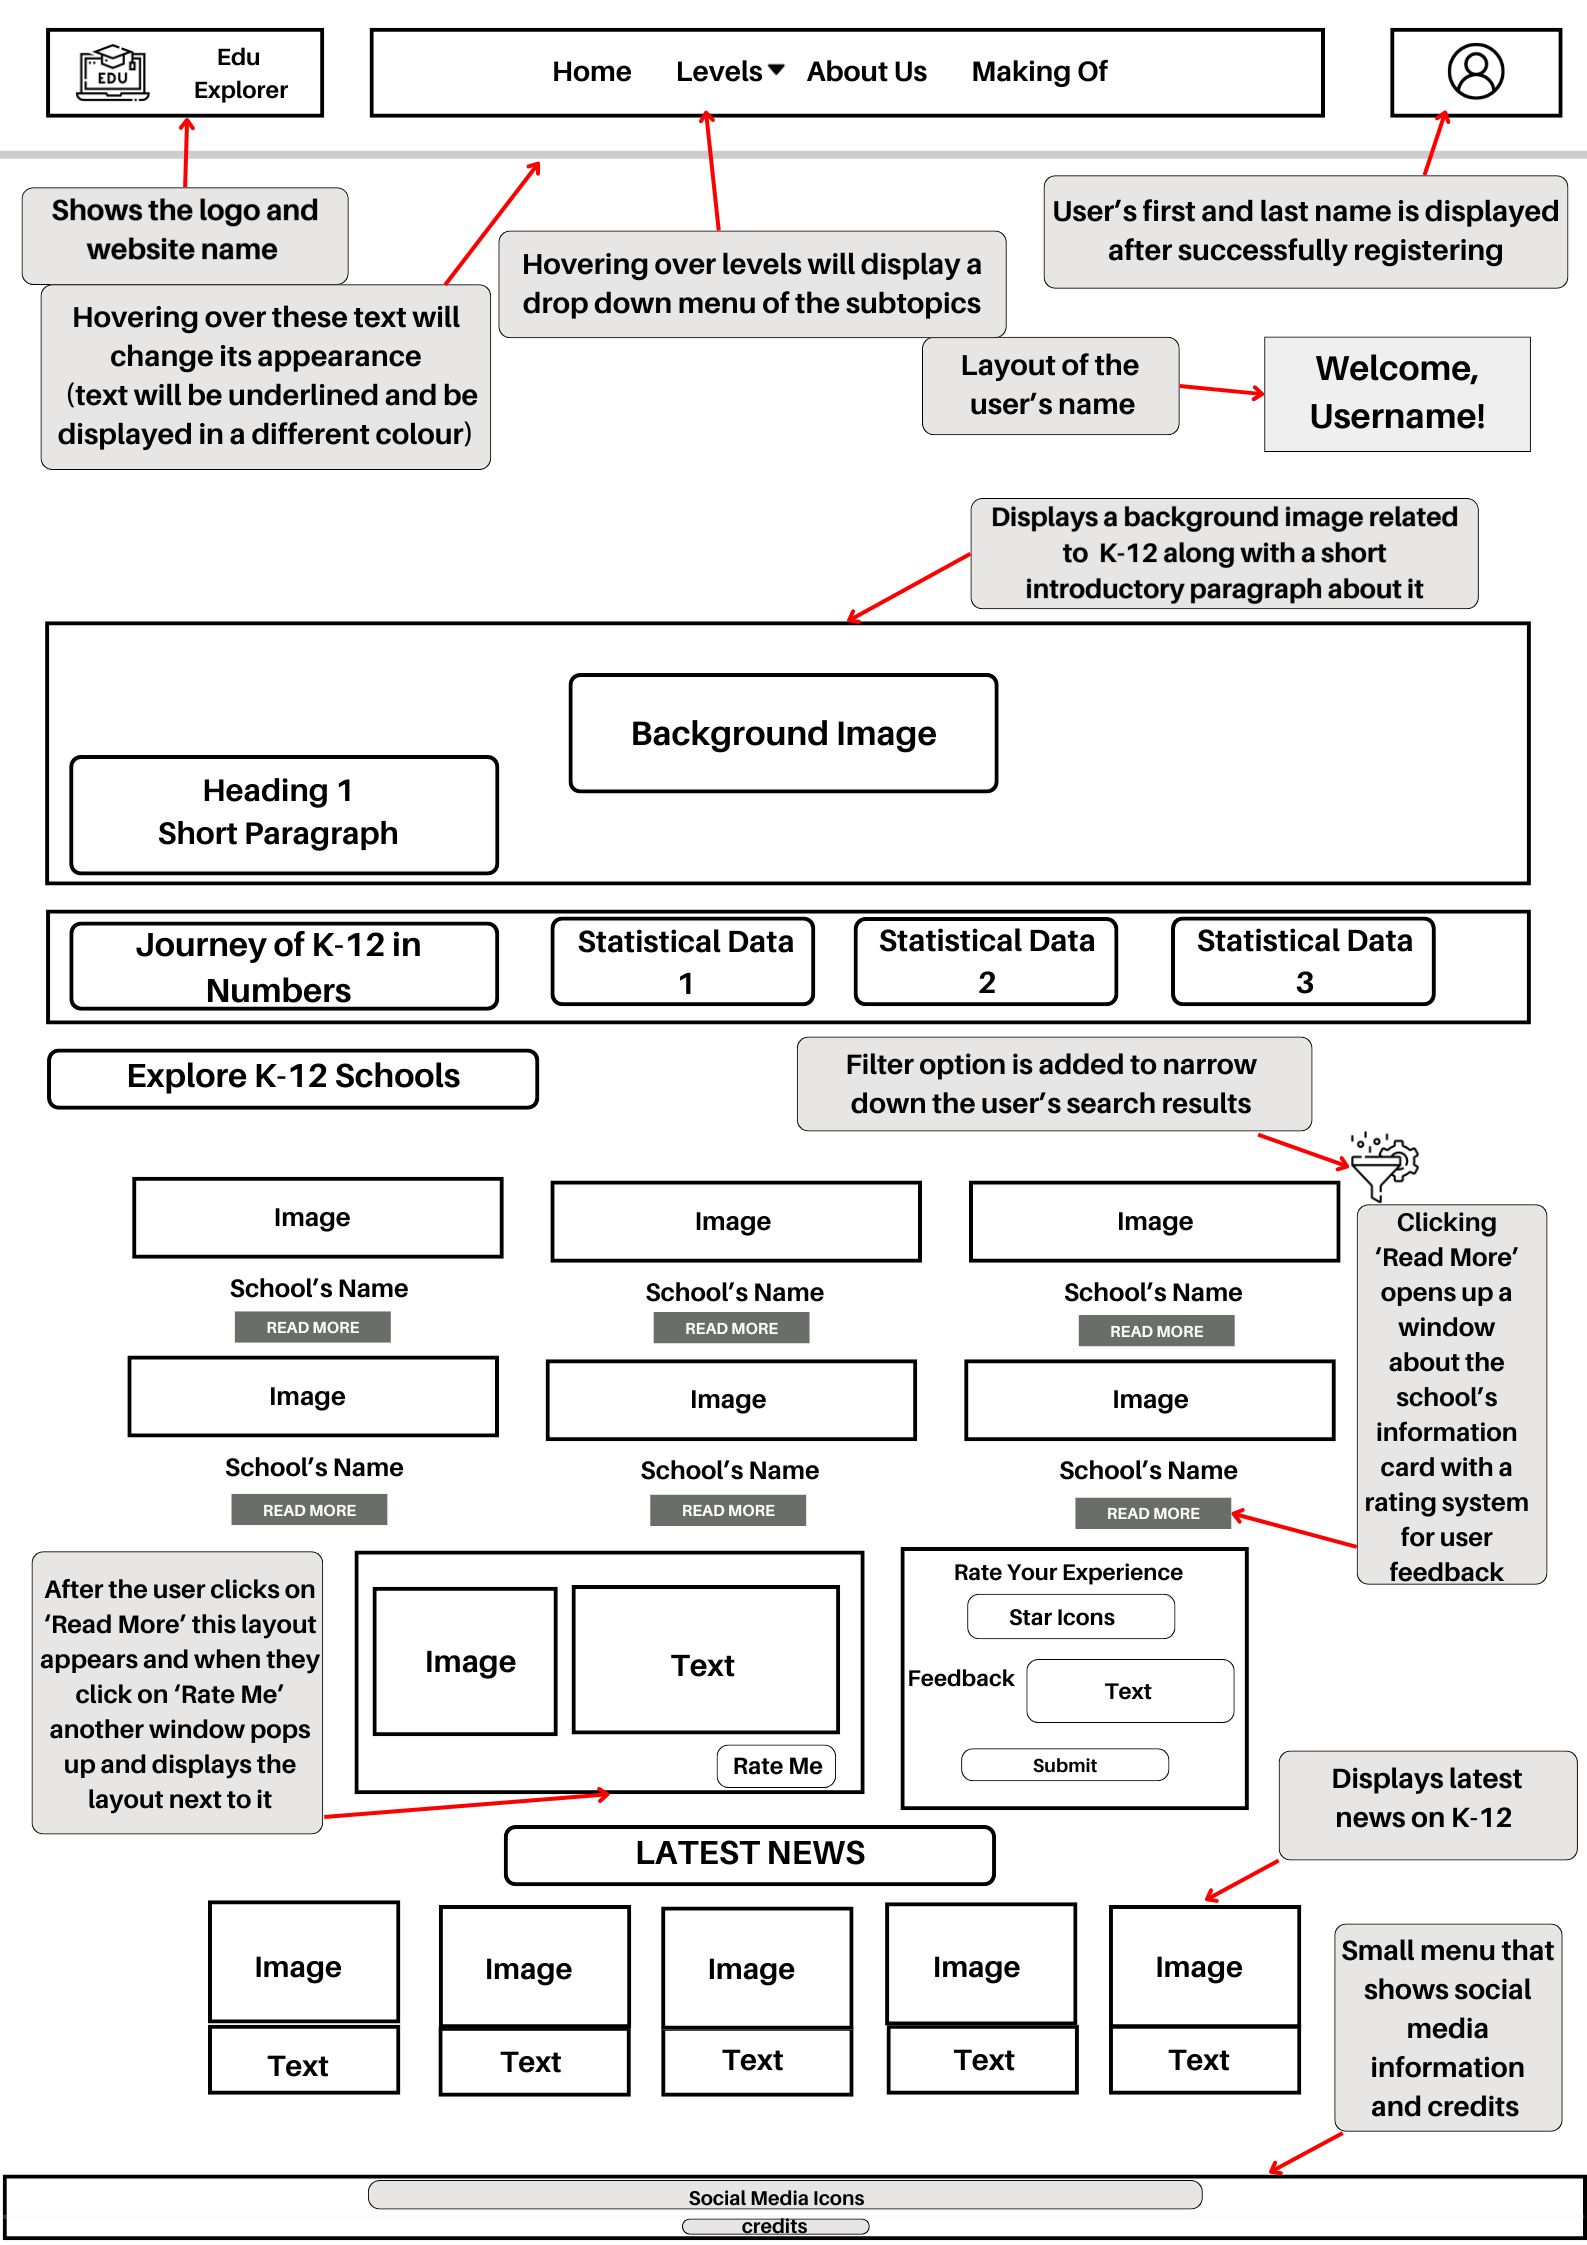 EDU
Edu
Explorer
Home Levels About Us Making Of
Shows the logo and
website name
Hovering over these text will
change its appearance
(text will be underlined and be
displayed in a different colour)
Hovering over levels will display a
drop down menu of the subtopics
User’s first and last name is displayed
after successfully registering
Layout of the
user’s name
Welcome,
Username!
Displays a background image related
to K-12 along with a short
introductory paragraph about it
Background Image
Heading 1
Short Paragraph
Journey of K-12 in
Numbers
Statistical Data
1
Statistical Data
2
Statistical Data
3
Explore K-12 Schools
Filter option is added to narrow
down the user’s search results
Image
School’s Name
READ MORE
Image
School’s Name
READ MORE
Image
School’s Name
READ MORE
Image
School’s Name
READ MORE
Image
School’s Name
READ MORE
Image
School’s Name
READ MORE
Clicking
‘Read More’
opens up a
window
about the
school’s
information
card with a
rating system
for user
feedback
After the user clicks on
‘Read More’ this layout
appears and when they
click on ‘Rate Me’
another window pops
up and displays the
layout next to it
Image
Text
Rate Me
Rate Your Experience
Star Icons
Feedback
Text
Submit
Displays latest
news on K-12
LATEST NEWS
Image
Text
Image
Text
Image
Text
Image
Text
Image
Text
Small menu that
shows social
media
information
and credits
Social Media Icons
credits